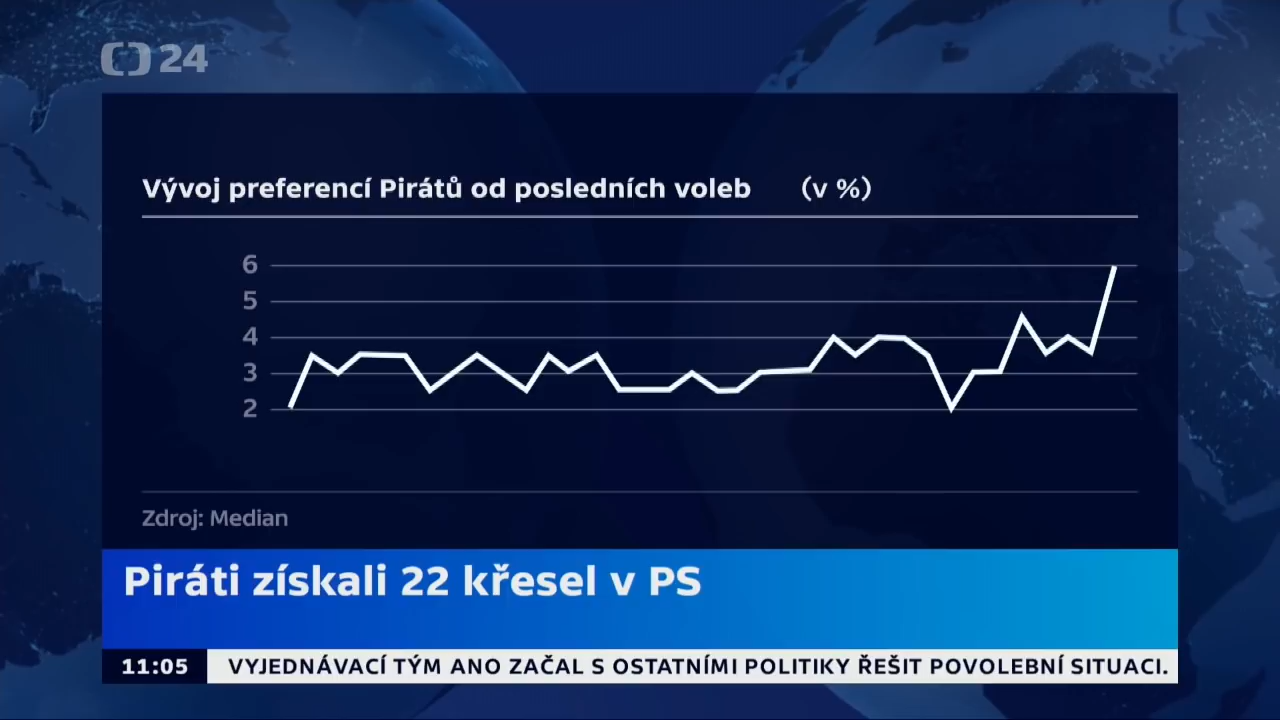 24
Vývoj preferencí Pirátů od posledních voleb (v %)
6
5
4
3
2
Zdroj: Median
Piráti získali 22 křesel v PS
11:05 VYJEDNÁVACÍ TÝM ANO ZAČAL S OSTATNÍMI POLITIKY ŘEŠIT POVOLEBNÍ SITUACI.